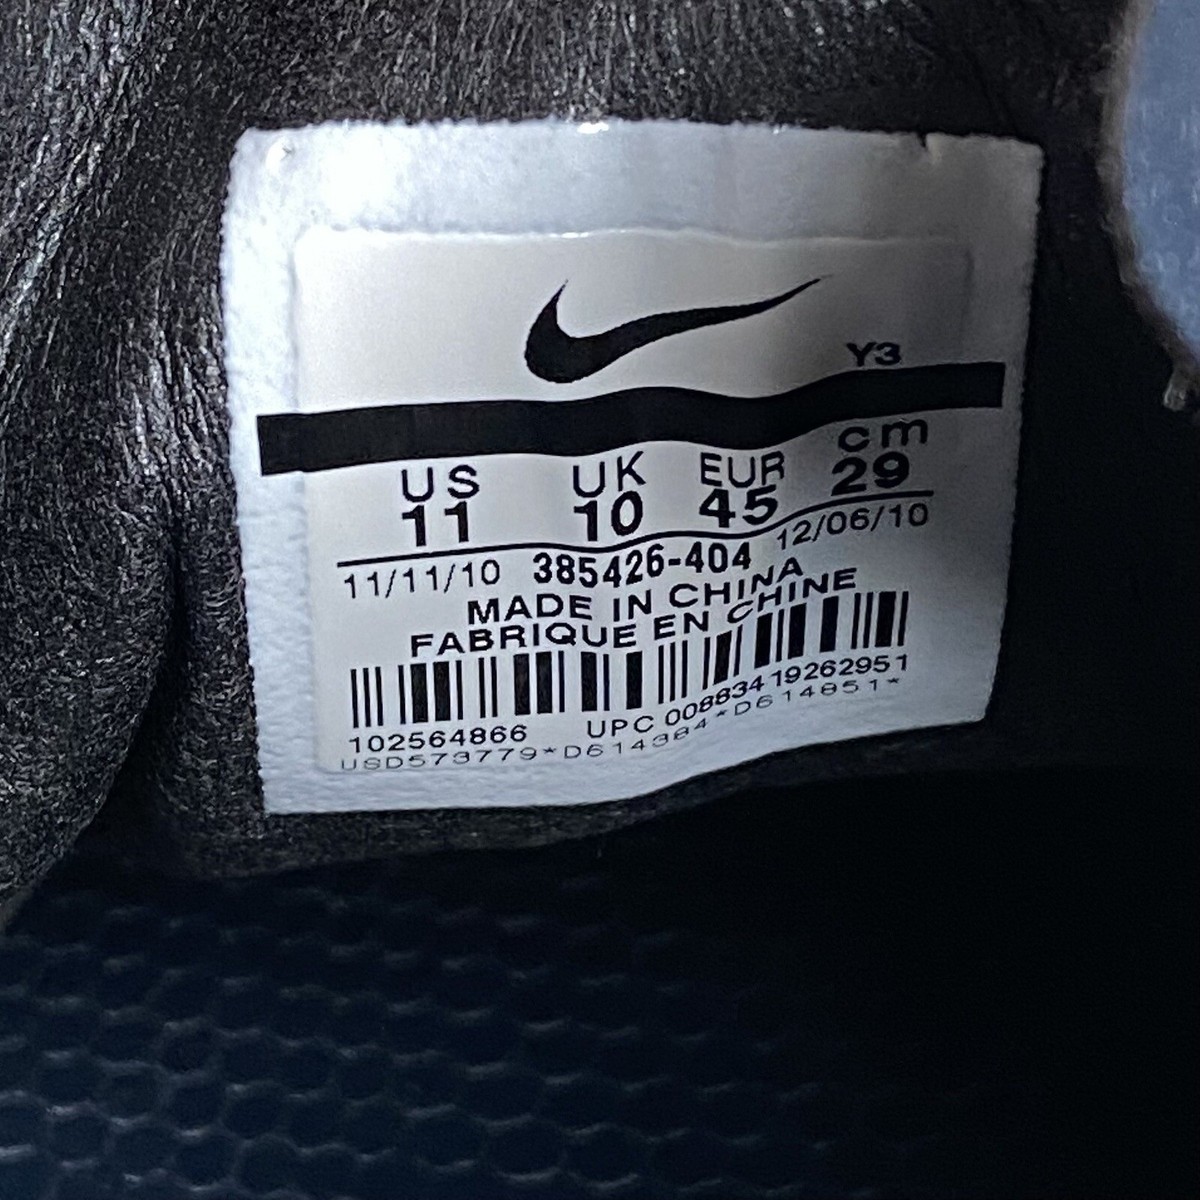 Y3
US UK EUR cm
11 10 45 29
11/11/10 385426-404 12/06/10
MADE IN CHINA
FABRIQUE EN CHINE
102564866 UPC 00883419262951
USD573779*D614384*D614851*